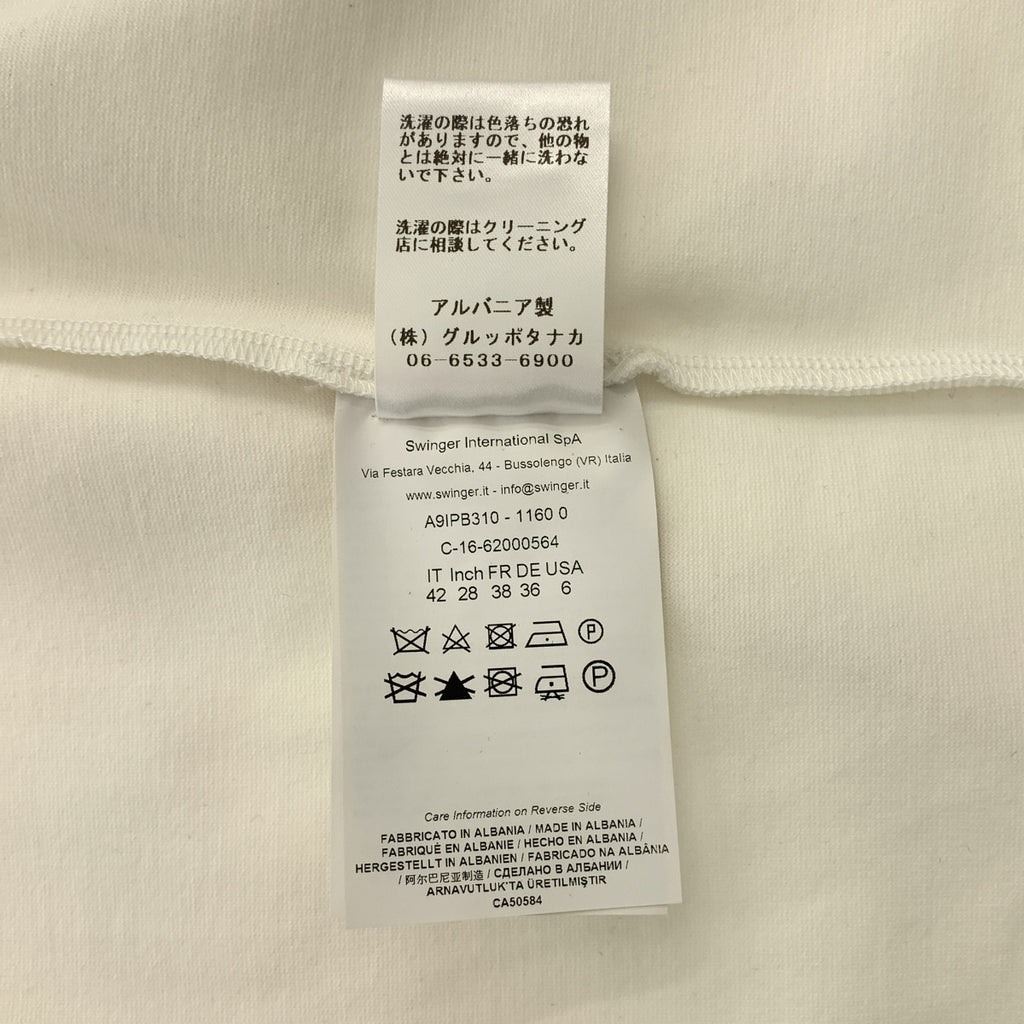 洗濯の際は色落ちの恐れ
がありますので、他の物
とは絶対に一緒に洗わな
いで下さい。
洗濯の際はクリーニング
店に相談してください。
アルバニア製
（株）グルッポタナカ
06-6533-6900
Swinger International SpA
Via Festara Vecchia, 44 - Bussolengo (VR) Italia
www.swinger.it - info@swinger.it
A9IPB310 - 1160 0
C-16-62000564
IT Inch FR DE USA
42 28 38 36 6
P
P
Care Information on Reverse Side
FABBRICATO IN ALBANIA / MADE IN ALBANIA /
FABRIQUÉ EN ALBANIE / HECHO EN ALBANIA /
HERGESTELLT IN ALBANIEN / FABRICADO NA ALBÂNIA
/ 阿尔巴尼亚制造 / СДЕЛАНО В АЛБАНИИ /
ARNAVUTLUK'TA ÜRETILMIŞTIR
CA50584